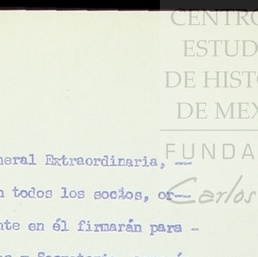 CENTRO
ESTUD
DE HISTO
DE MEX
FUNDA
Carlos
neral Extraordinaria, —
n todos los socios, or—
nte en él firmarán para -